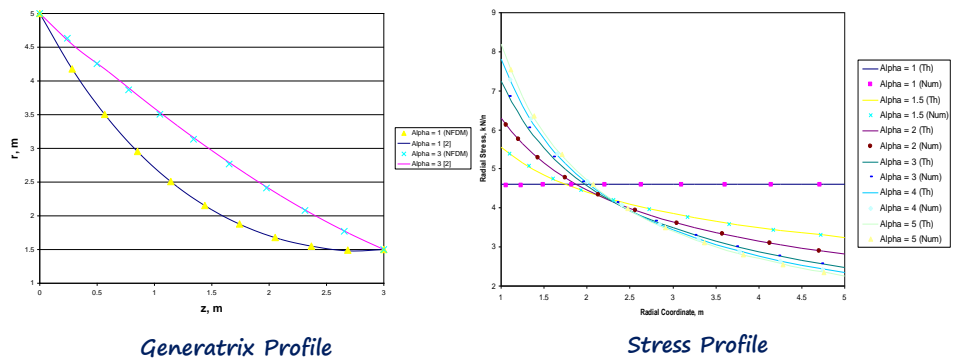 5
4.5
4
3.5
3
2.5
2
1.5
1
r, m
0
0.5
1
1.5
2
2.5
3
z, m
Alpha = 1 (NFDM)
Alpha = 1 [2]
Alpha = 3 (NFDM)
Alpha = 3 [2]
Generatrix Profile
9
8
7
6
5
4
3
2
Radial Stress, kN/n
1
1.5
2
2.5
3
3.5
4
4.5
5
Radial Coordinate, m
Alpha = 1 (Th)
Alpha = 1 (Num)
Alpha = 1.5 (Th)
Alpha = 1.5 (Num)
Alpha = 2 (Th)
Alpha = 2 (Num)
Alpha = 3 (Th)
Alpha = 3 (Num)
Alpha = 4 (Th)
Alpha = 4 (Num)
Alpha = 5 (Th)
Alpha = 5 (Num)
Stress Profile